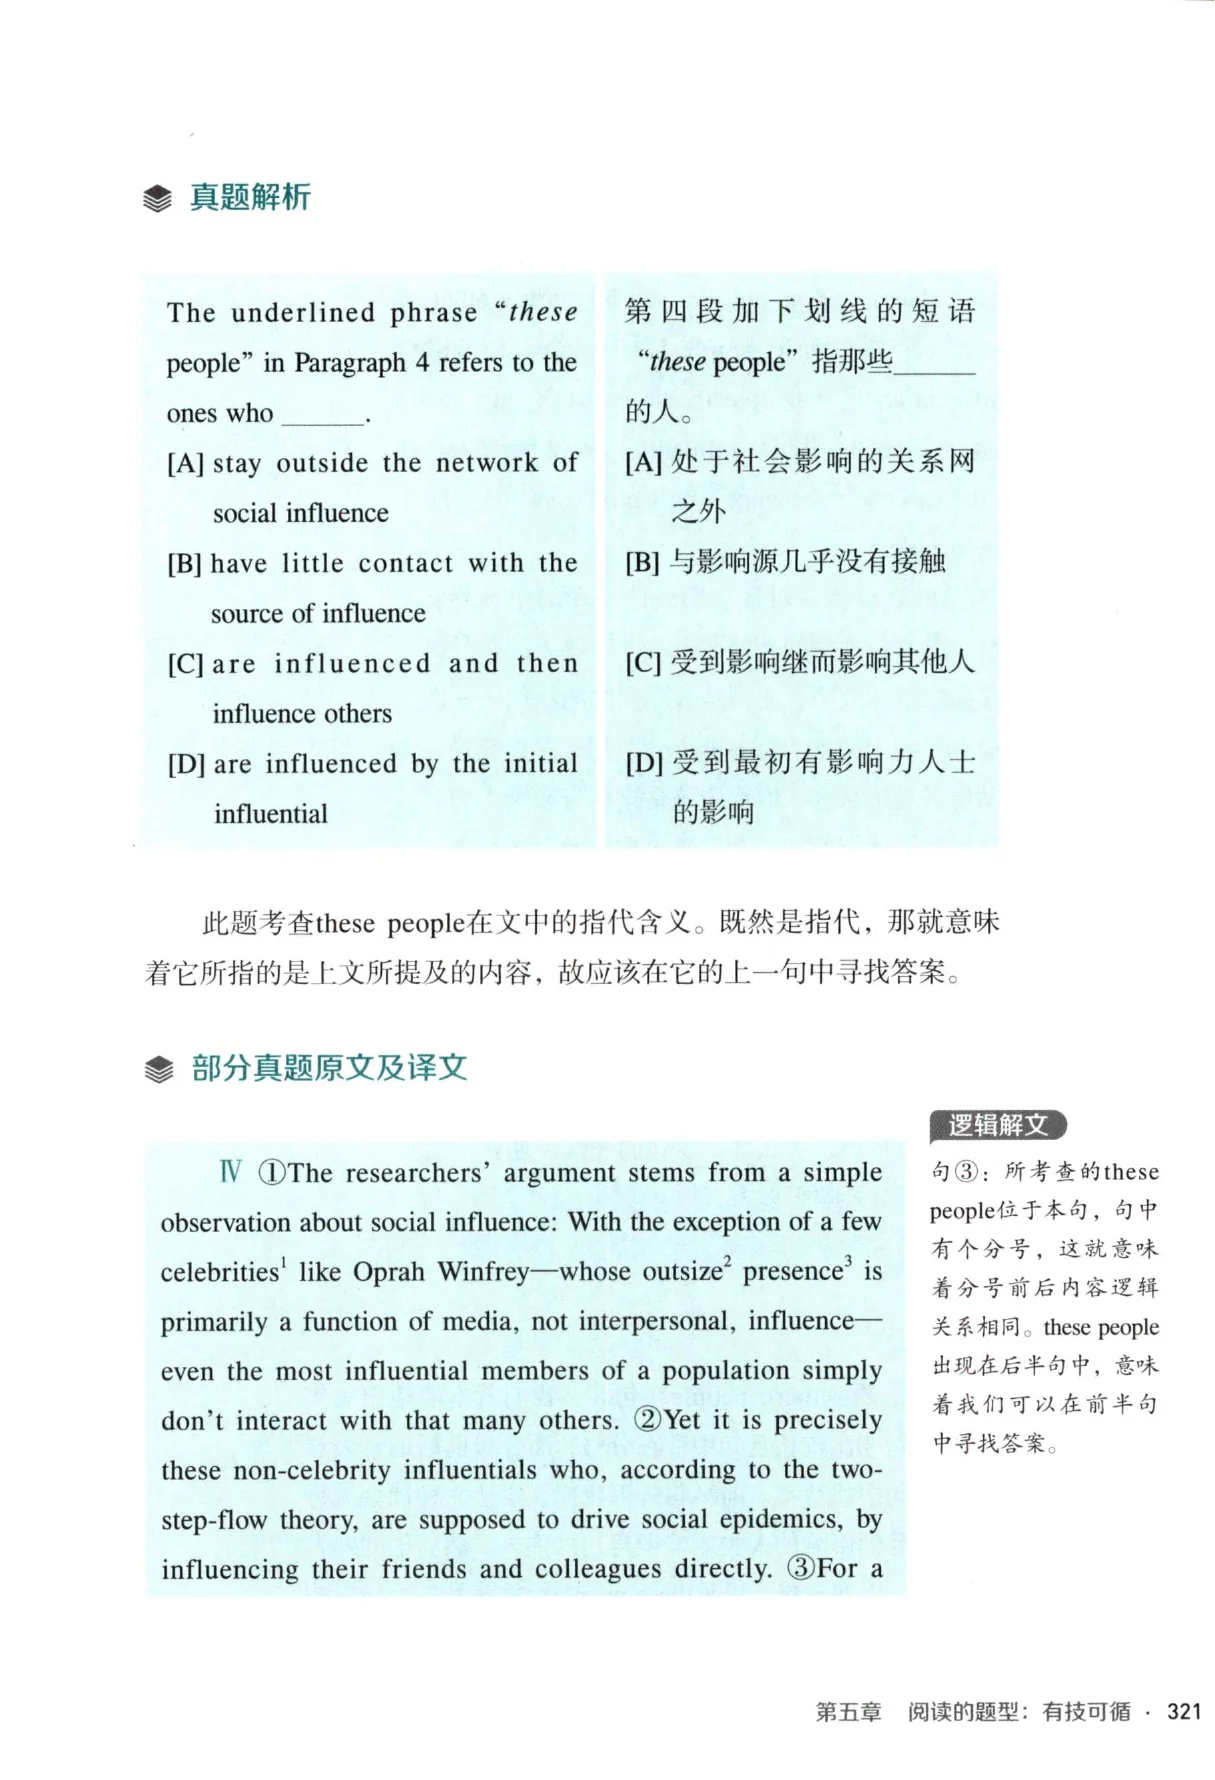 真题解析
The underlined phrase “these
people” in Paragraph 4 refers to the
ones who ______.
[A] stay outside the network of
social influence
[B] have little contact with the
source of influence
[C] are influenced and then
influence others
[D] are influenced by the initial
influential
第四段加下划线的短语
“these people” 指那些______
的人。
[A] 处于社会影响的关系网
之外
[B] 与影响源几乎没有接触
[C] 受到影响继而影响其他人
[D] 受到最初有影响力人士
的影响
此题考查these people在文中的指代含义。既然是指代，那就意味
着它所指的是上文所提及的内容，故应该在它的上一句中寻找答案。
部分真题原文及译文
Ⅳ ①The researchers’ argument stems from a simple
observation about social influence: With the exception of a few
celebrities¹ like Oprah Winfrey—whose outsize² presence³ is
primarily a function of media, not interpersonal, influence—
even the most influential members of a population simply
don’t interact with that many others. ②Yet it is precisely
these non-celebrity influentials who, according to the two-
step-flow theory, are supposed to drive social epidemics, by
influencing their friends and colleagues directly. ③For a
逻辑解文
句③：所考查的these
people位于本句，句中
有个分号，这就意味
着分号前后内容逻辑
关系相同。these people
出现在后半句中，意味
着我们可以在前半句
中寻找答案。
第五章 阅读的题型：有技可循 · 321